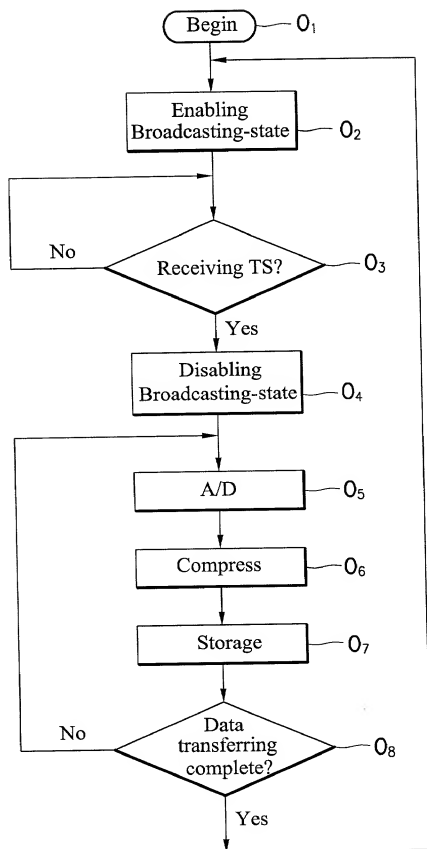 Begin
O1
Enabling
Broadcasting-state
O2
No
Receiving TS?
O3
Yes
Disabling
Broadcasting-state
O4
A/D
O5
Compress
O6
Storage
O7
No
Data
transferring
complete?
O8
Yes